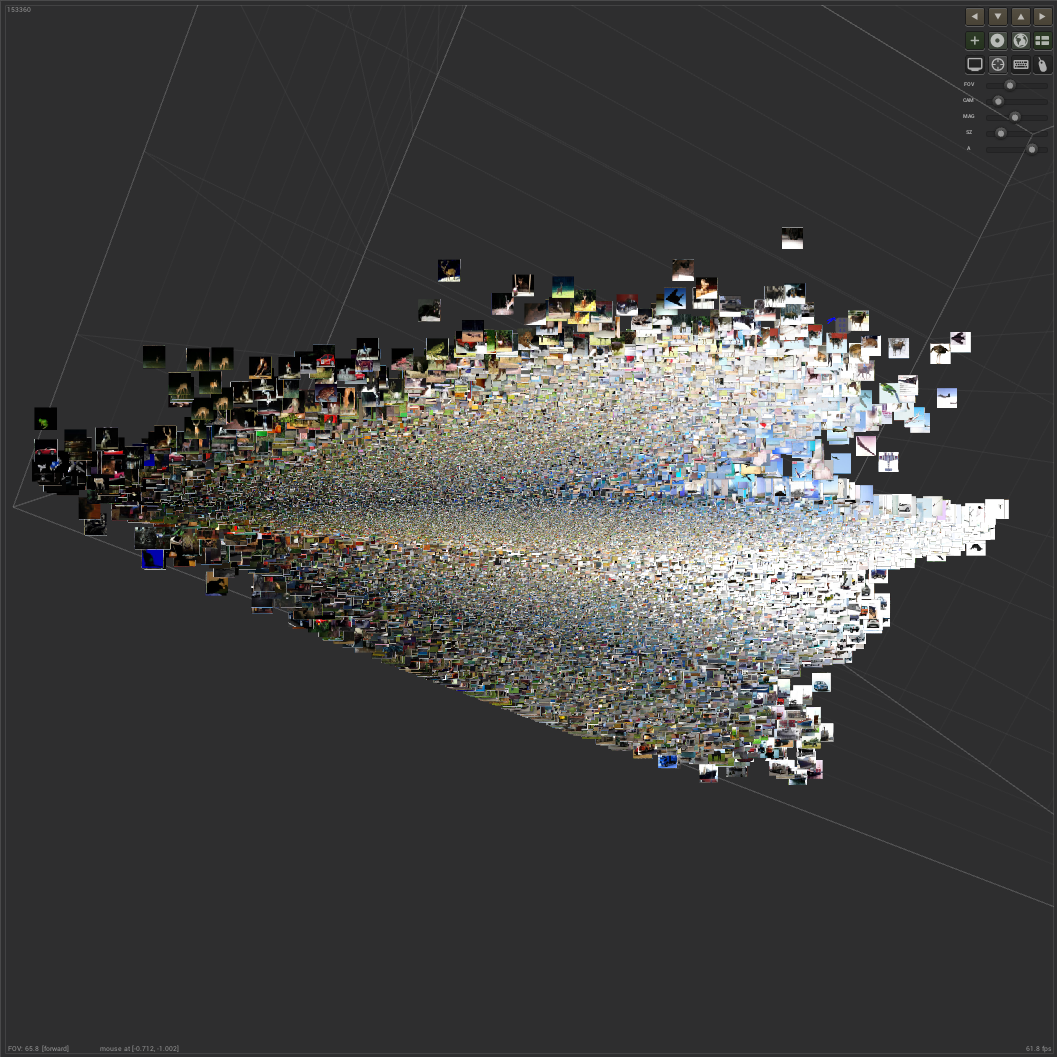 153360
FOV
CAM
MAG
SZ
A
FOV: 65.8 [forward]
mouse at [-0.712, -1.002]
61.8 fps